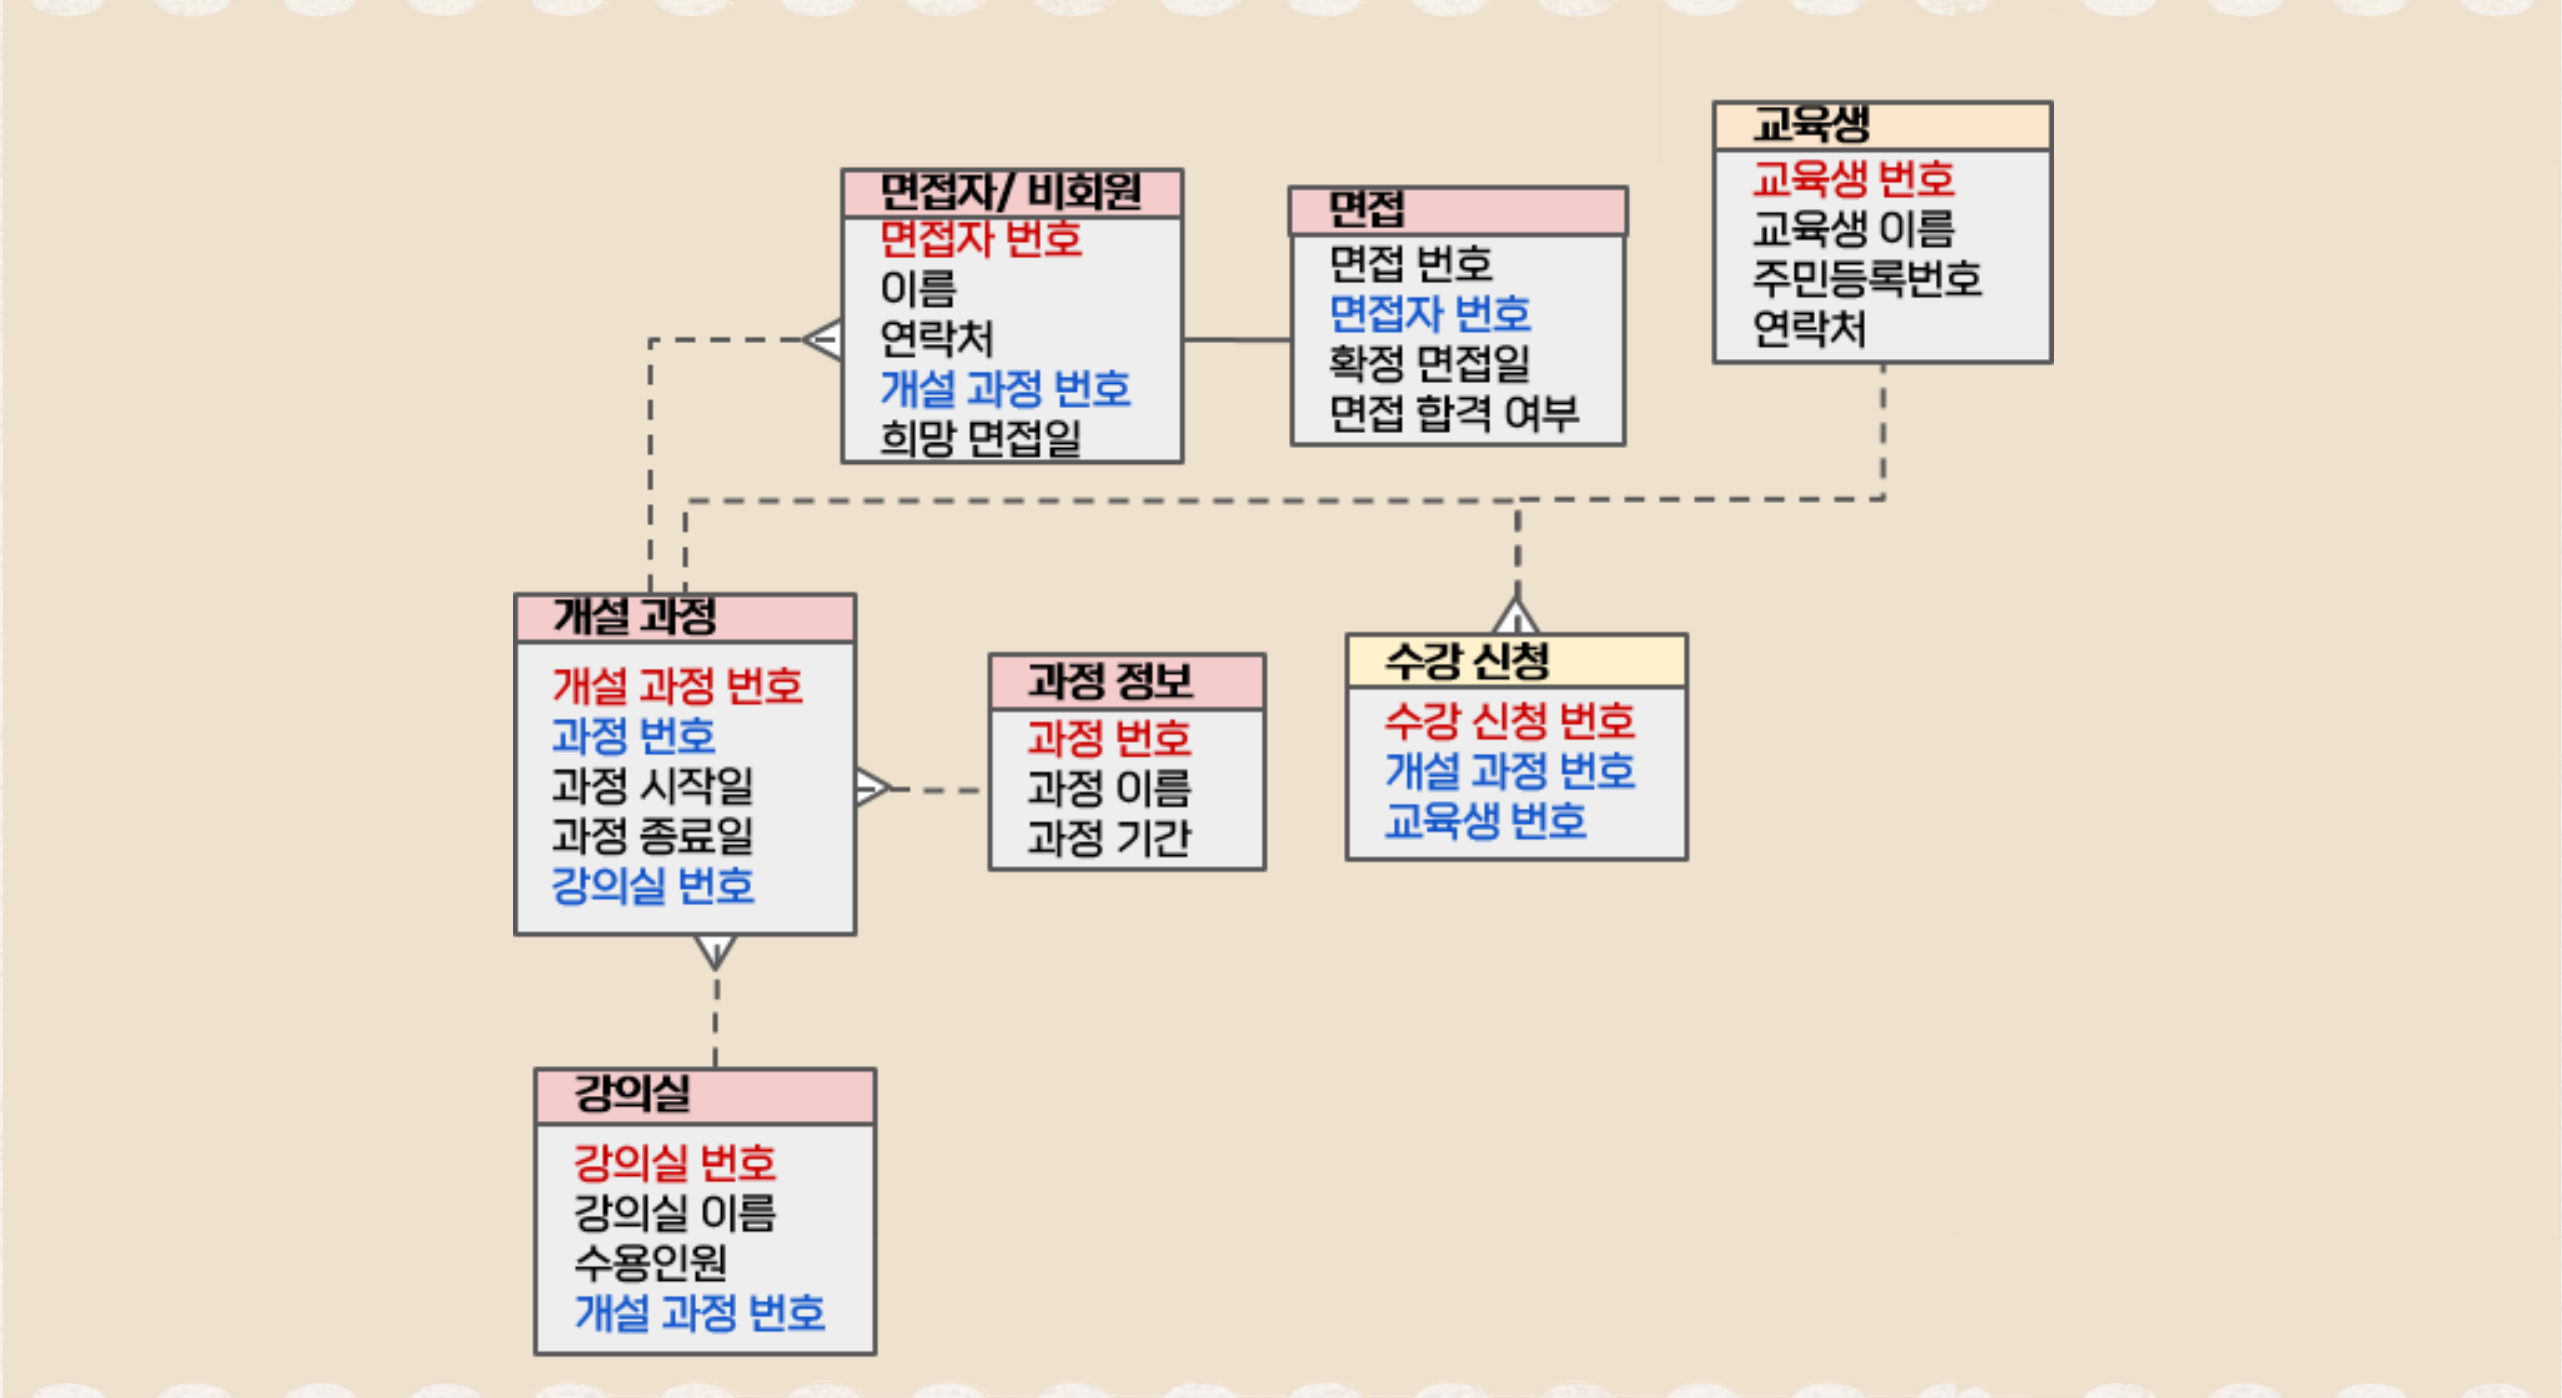 면접자/ 비회원
면접자 번호
이름
연락처
개설 과정 번호
희망 면접일
면접
면접 번호
면접자 번호
확정 면접일
면접 합격 여부
교육생
교육생 번호
교육생 이름
주민등록번호
연락처
개설 과정
개설 과정 번호
과정 번호
과정 시작일
과정 종료일
강의실 번호
과정 정보
과정 번호
과정 이름
과정 기간
수강 신청
수강 신청 번호
개설 과정 번호
교육생 번호
강의실
강의실 번호
강의실 이름
수용인원
개설 과정 번호